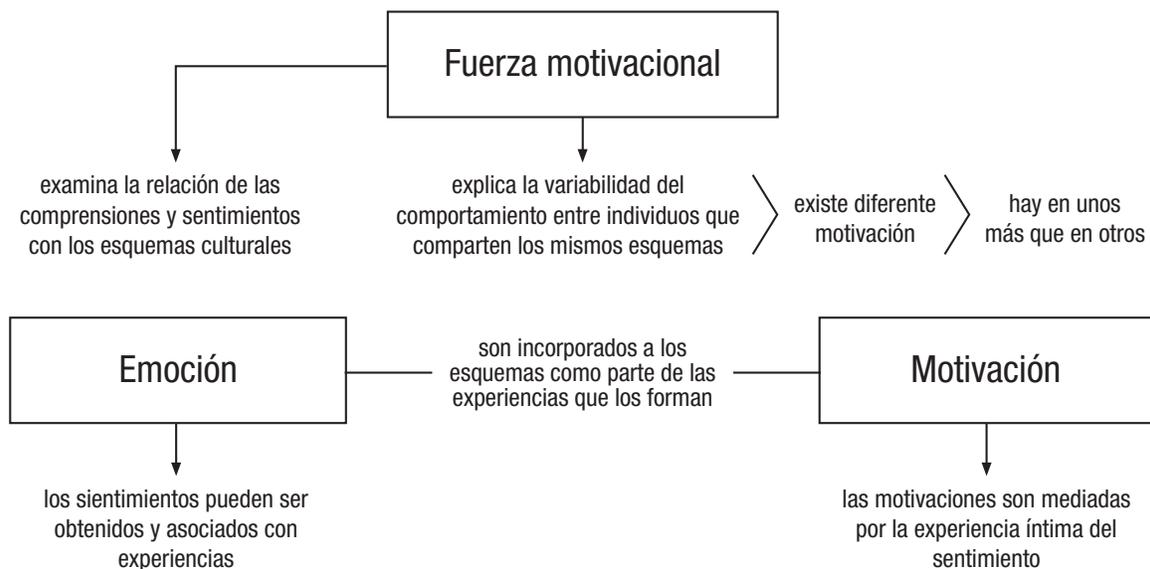 Fuerza motivacional
examina la relación de las
comprensiones y sentimientos
con los esquemas culturales
explica la variabilidad del
comportamiento entre individuos que
comparten los mismos esquemas
existe diferente
motivación
hay en unos
más que en otros
Emoción
son incorporados a los
esquemas como parte de las
experiencias que los forman
Motivación
los sientimientos pueden ser
obtenidos y asociados con
experiencias
las motivaciones son mediadas
por la experiencia íntima del
sentimiento